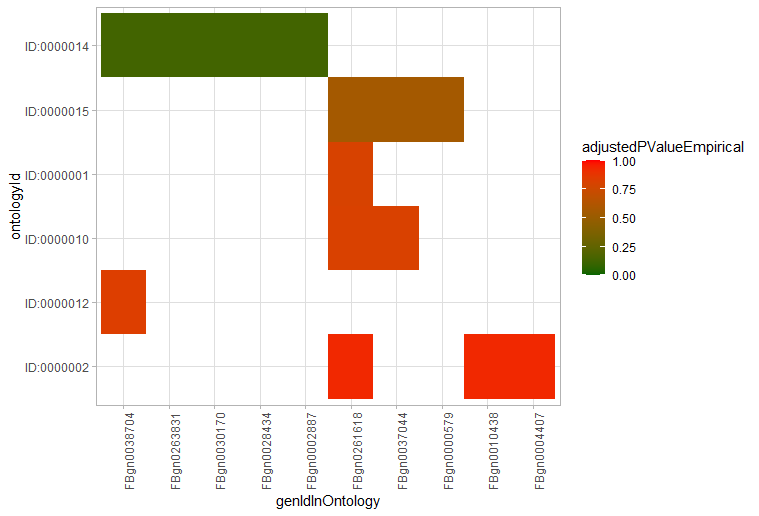 ontologyId
ID:0000014
ID:0000015
ID:0000001
ID:0000010
ID:0000012
ID:0000002
FBgn0038704
FBgn0263831
FBgn0030170
FBgn0028434
FBgn0002887
FBgn0261618
FBgn0037044
FBgn0000579
FBgn0010438
FBgn0004407
genIdInOntology
adjustedPValueEmpirical
1.00
0.75
0.50
0.25
0.00